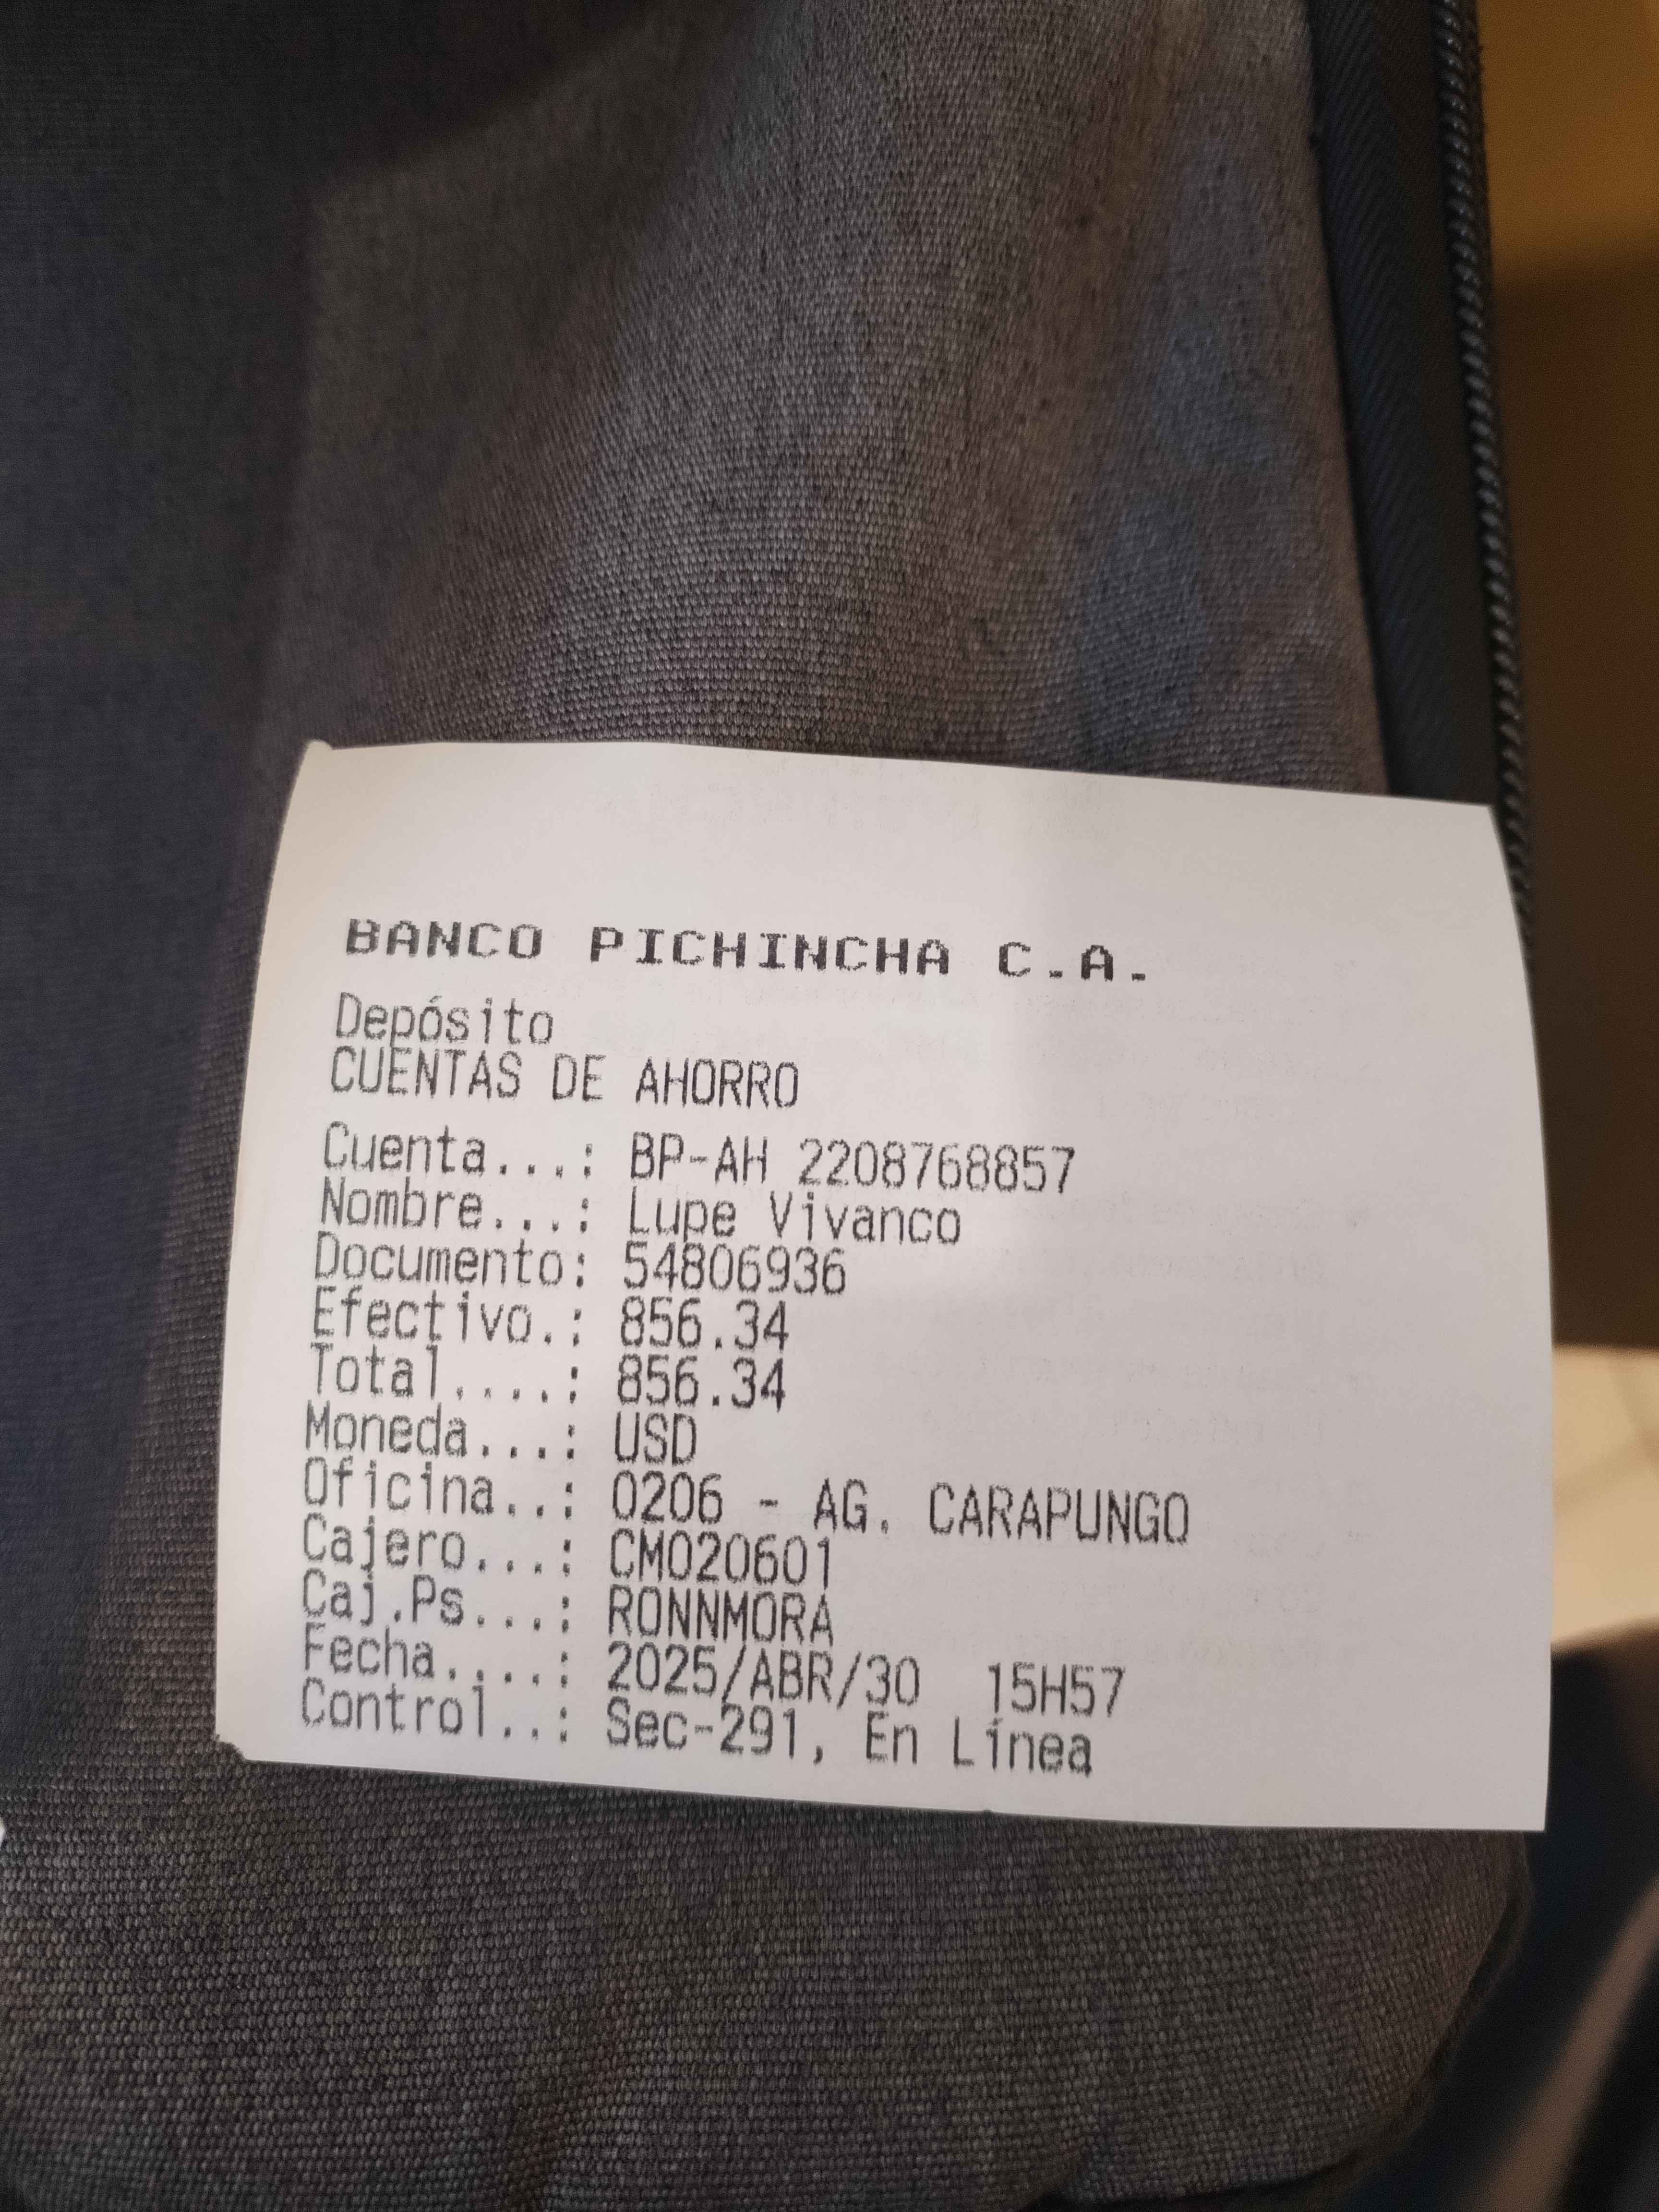 BANCO PICHINCHA C.A.
Depósito
CUENTAS DE AHORRO
Cuenta...: BP-AH 2208768857
Nombre...: Lupe Vivanco
Documento: 54806936
Efectivo.: 856.34
Total....: 856.34
Moneda...: USD
Oficina..: 0206 - AG. CARAPUNGO
Cajero...: CM020601
Caj.Ps...: RONNMORA
Fecha....: 2025/ABR/30 15H57
Control..: Sec-291, En Línea